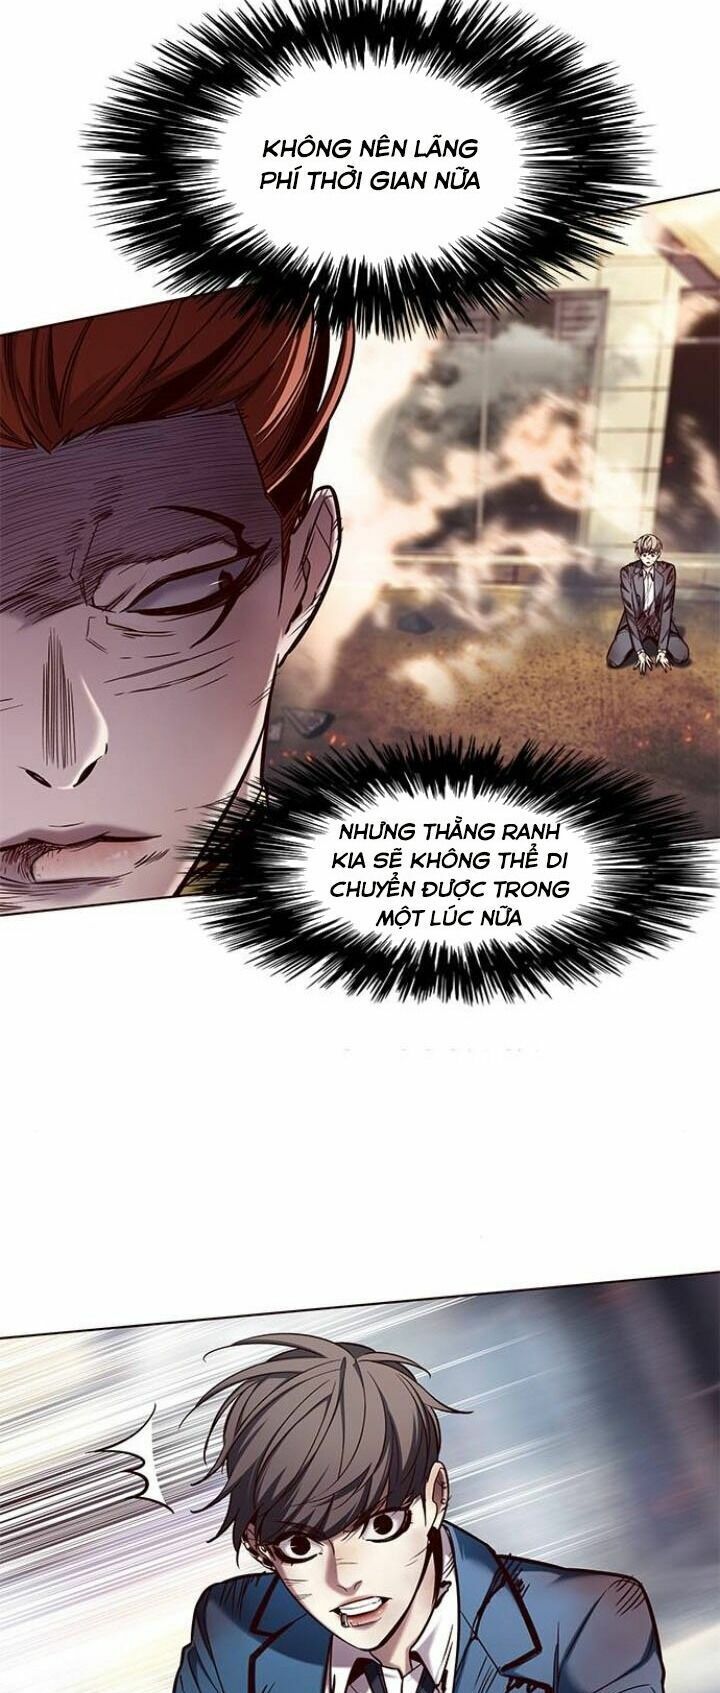 KHÔNG NÊN LÃNG
PHÍ THỜI GIAN NỮA
NHƯNG THẰNG RANH
KIA SẼ KHÔNG THỂ DI
CHUYỂN ĐƯỢC TRONG
MỘT LÚC NỮA